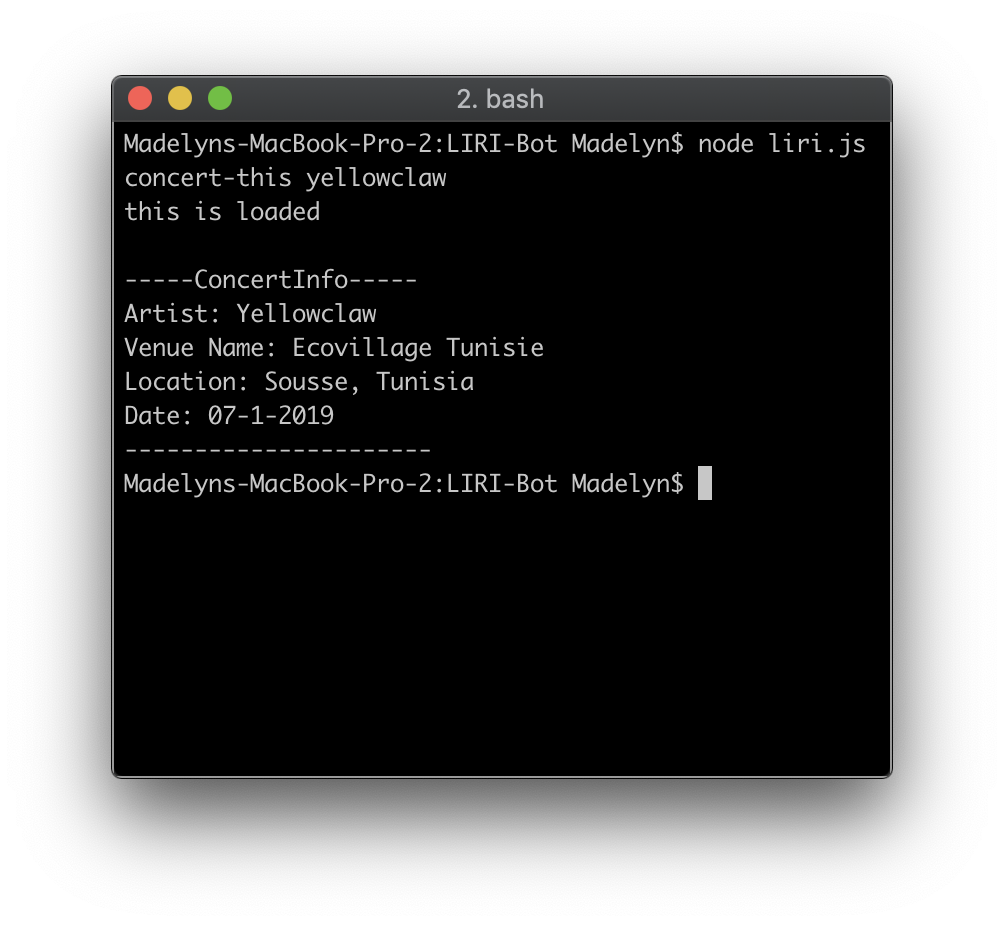 2. bash
Madelyns-MacBook-Pro-2:LIRI-Bot Madelyn$ node liri.js
concert-this yellowclaw
this is loaded
-----ConcertInfo-----
Artist: Yellowclaw
Venue Name: Ecovillage Tunisie
Location: Sousse, Tunisia
Date: 07-1-2019
----------------------
Madelyns-MacBook-Pro-2:LIRI-Bot Madelyn$